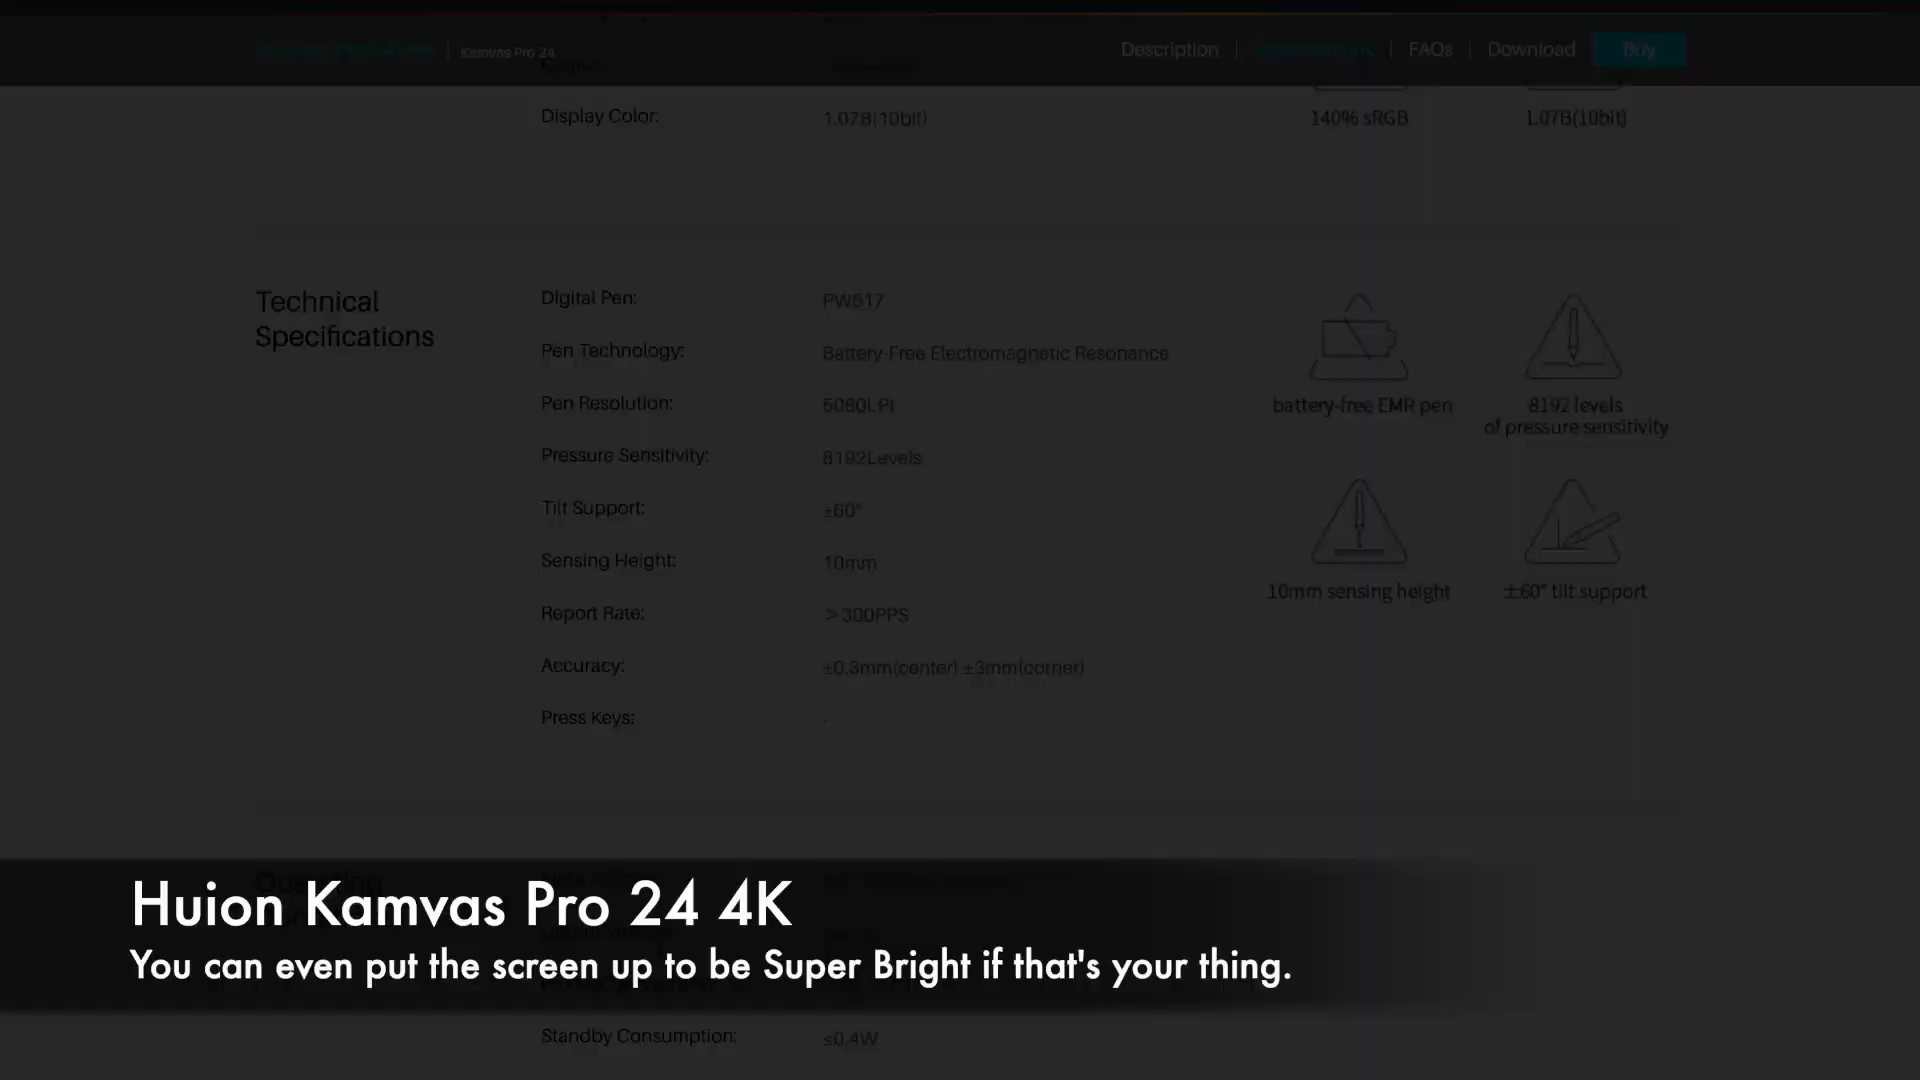 Kamvas Pro 24
Description
FAQs
Download
Buy
Display Color:
1.07B(10bit)
140% sRGB
1.07B(10bit)
Technical
Specifications
Digital Pen:
PW517
Pen Technology:
Battery-Free Electromagnetic Resonance
Pen Resolution:
5080LPI
Pressure Sensitivity:
8192Levels
Tilt Support:
±60°
Sensing Height:
10mm
Report Rate:
>300PPS
Accuracy:
±0.3mm(center) ±3mm(corner)
Press Keys:
battery-free EMR pen
8192 levels
of pressure sensitivity
10mm sensing height
±60° tilt support
Huion Kamvas Pro 24 4K
You can even put the screen up to be Super Bright if that's your thing.
Standby Consumption:
≤0.4W